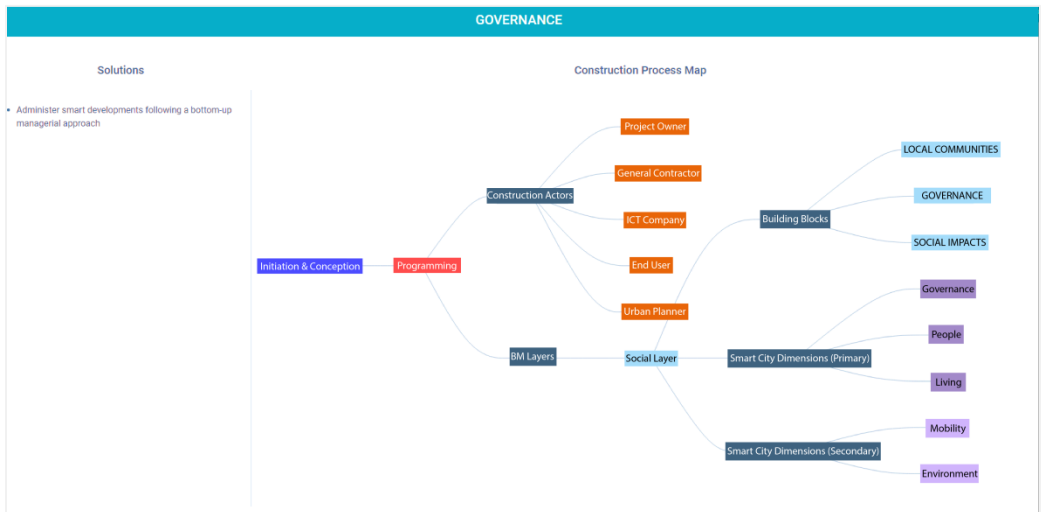 GOVERNANCE
Solutions
Construction Process Map
Administer smart developments following a bottom-up
managerial approach
Initiation & Conception
Programming
Construction Actors
Project Owner
General Contractor
ICT Company
End User
Urban Planner
BM Layers
Social Layer
Building Blocks
LOCAL COMMUNITIES
GOVERNANCE
SOCIAL IMPACTS
Smart City Dimensions (Primary)
Governance
People
Living
Smart City Dimensions (Secondary)
Mobility
Environment